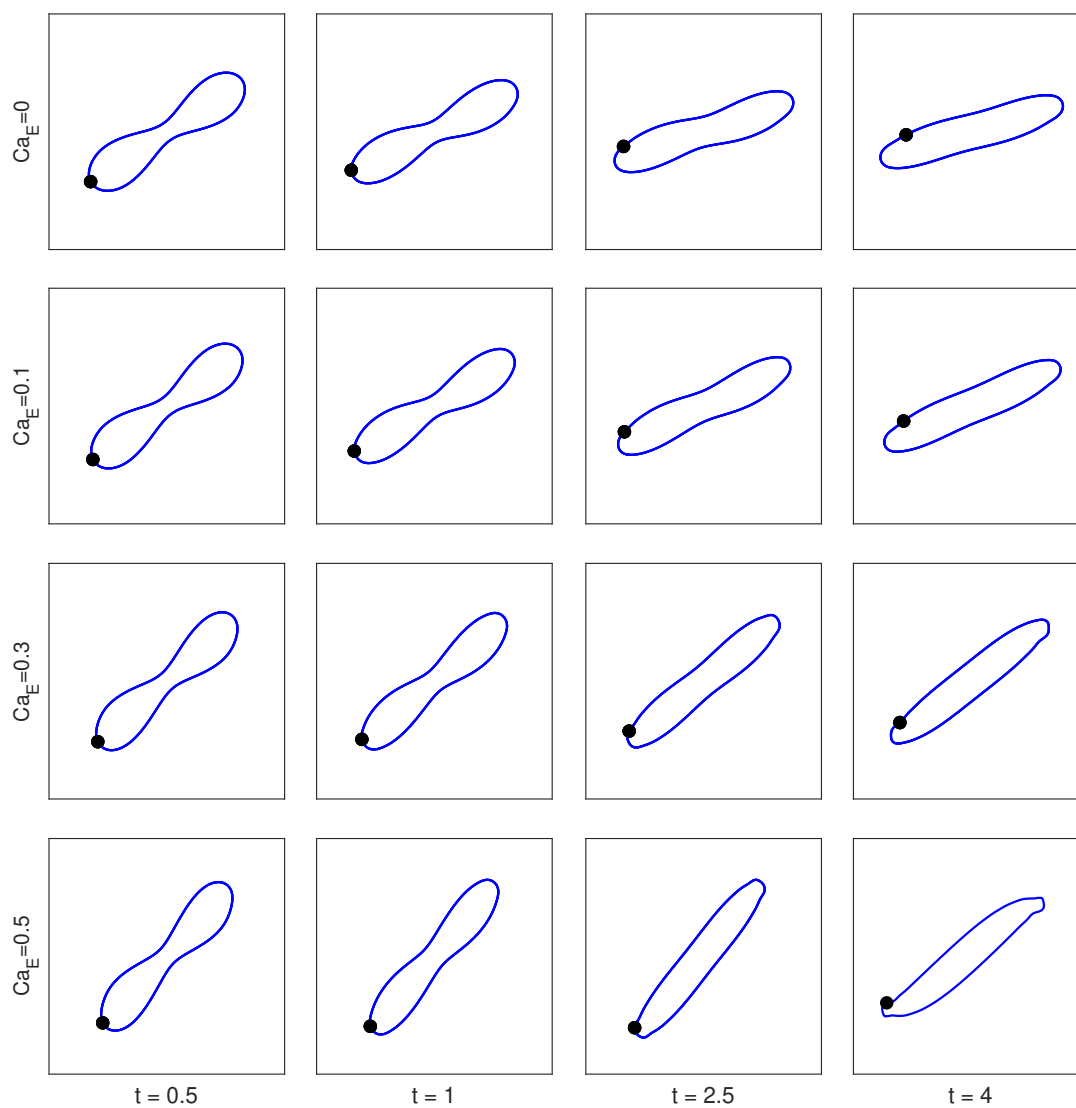 Ca_E=0
Ca_E=0.1
Ca_E=0.3
Ca_E=0.5
t = 0.5
t = 1
t = 2.5
t = 4